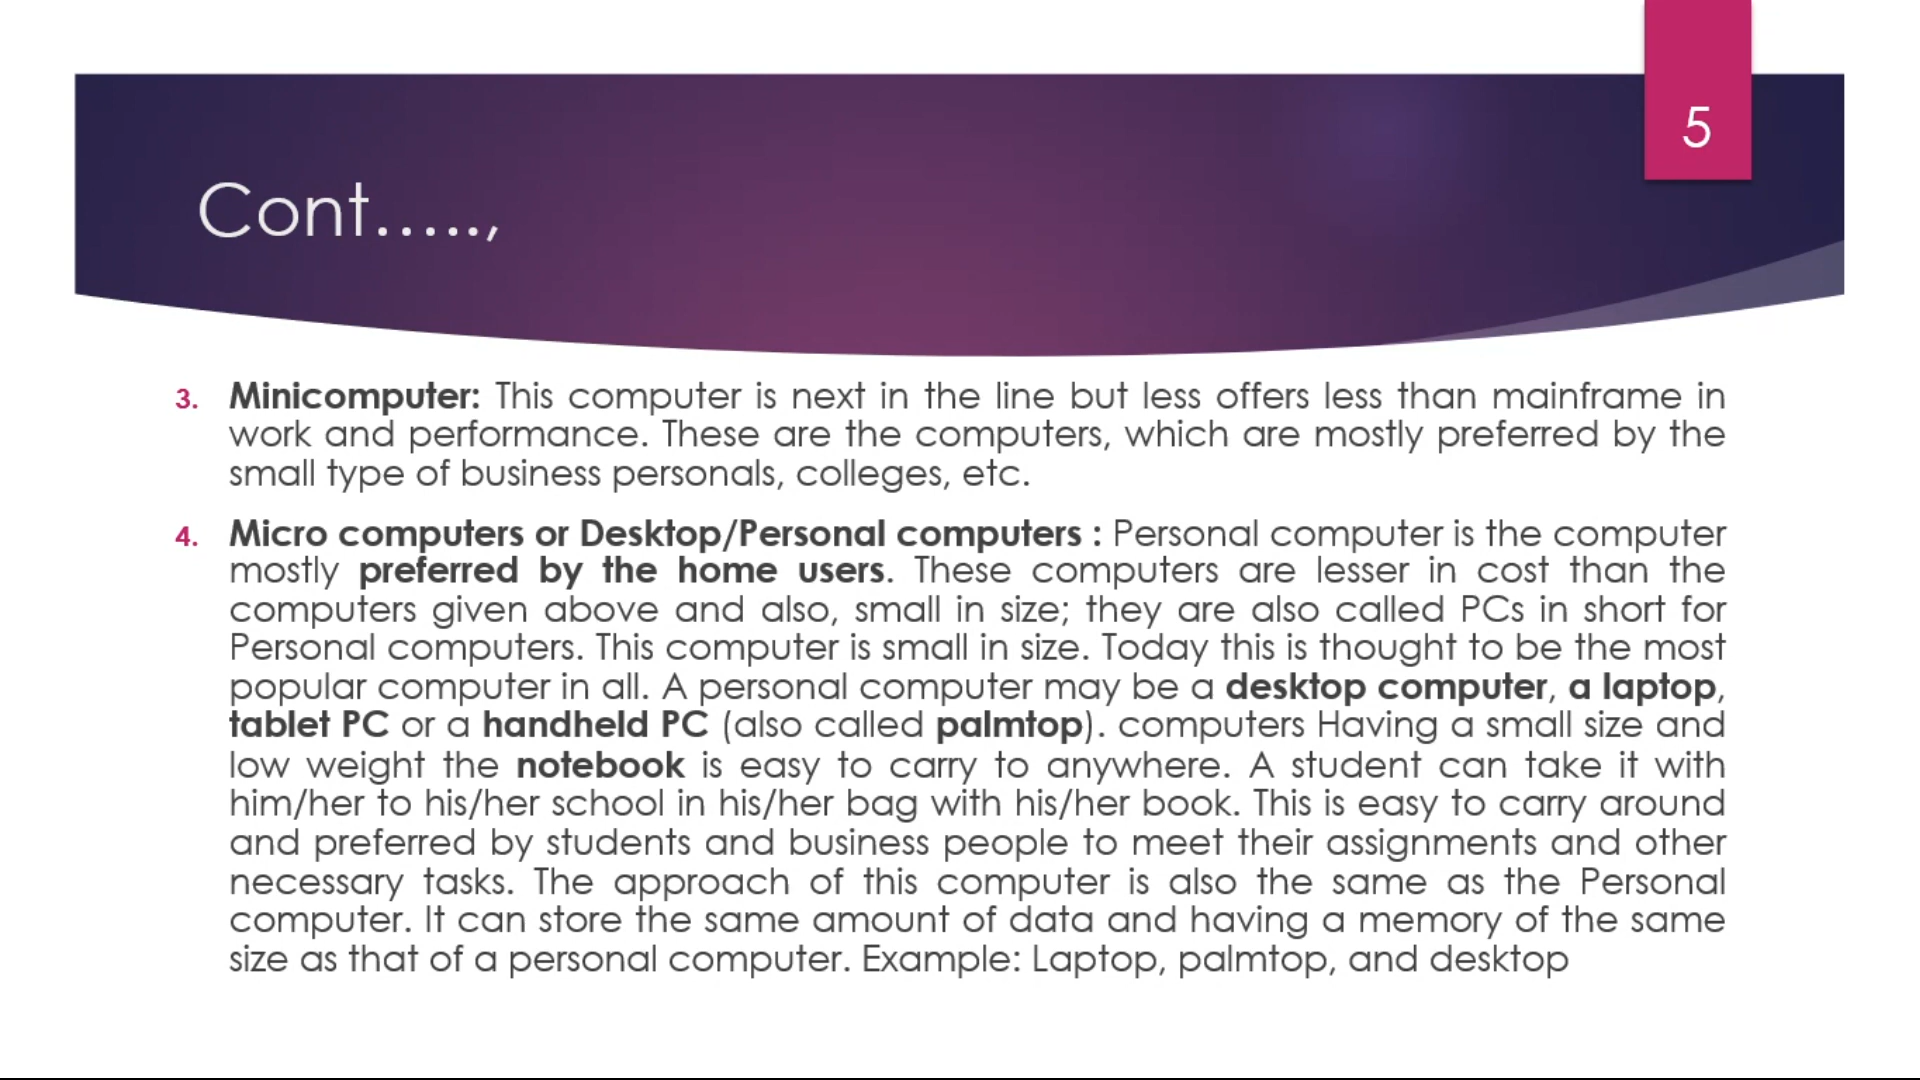 5
Cont.....,
3. Minicomputer: This computer is next in the line but less offers less than mainframe in
work and performance. These are the computers, which are mostly preferred by the
small type of business personals, colleges, etc.
4. Micro computers or Desktop/Personal computers : Personal computer is the computer
mostly preferred by the home users. These computers are lesser in cost than the
computers given above and also, small in size; they are also called PCs in short for
Personal computers. This computer is small in size. Today this is thought to be the most
popular computer in all. A personal computer may be a desktop computer, a laptop,
tablet PC or a handheld PC (also called palmtop). computers Having a small size and
low weight the notebook is easy to carry to anywhere. A student can take it with
him/her to his/her school in his/her bag with his/her book. This is easy to carry around
and preferred by students and business people to meet their assignments and other
necessary tasks. The approach of this computer is also the same as the Personal
computer. It can store the same amount of data and having a memory of the same
size as that of a personal computer. Example: Laptop, palmtop, and desktop